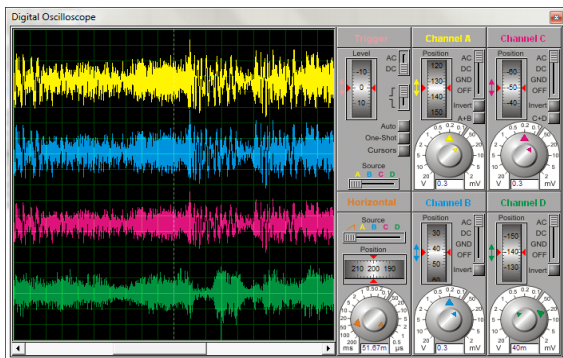 Digital Oscilloscope
Trigger
Level
AC
DC
-10
0
10
Auto
One-Shot
Cursors
Source
A B C D
Horizontal
Source
A B C D
Position
210 200 190
200
0.5
ms
51.67m
µs
Channel A
Position
AC
DC
GND
OFF
Invert
A+B
120
130
140
150
V
0.3
mV
Channel C
Position
AC
DC
GND
OFF
Invert
C+D
-60
-50
-40
V
0.3
mV
Channel B
Position
AC
DC
GND
OFF
Invert
30
40
50
60
V
0.3
mV
Channel D
Position
AC
DC
GND
OFF
Invert
-150
-140
-130
V
40m
mV